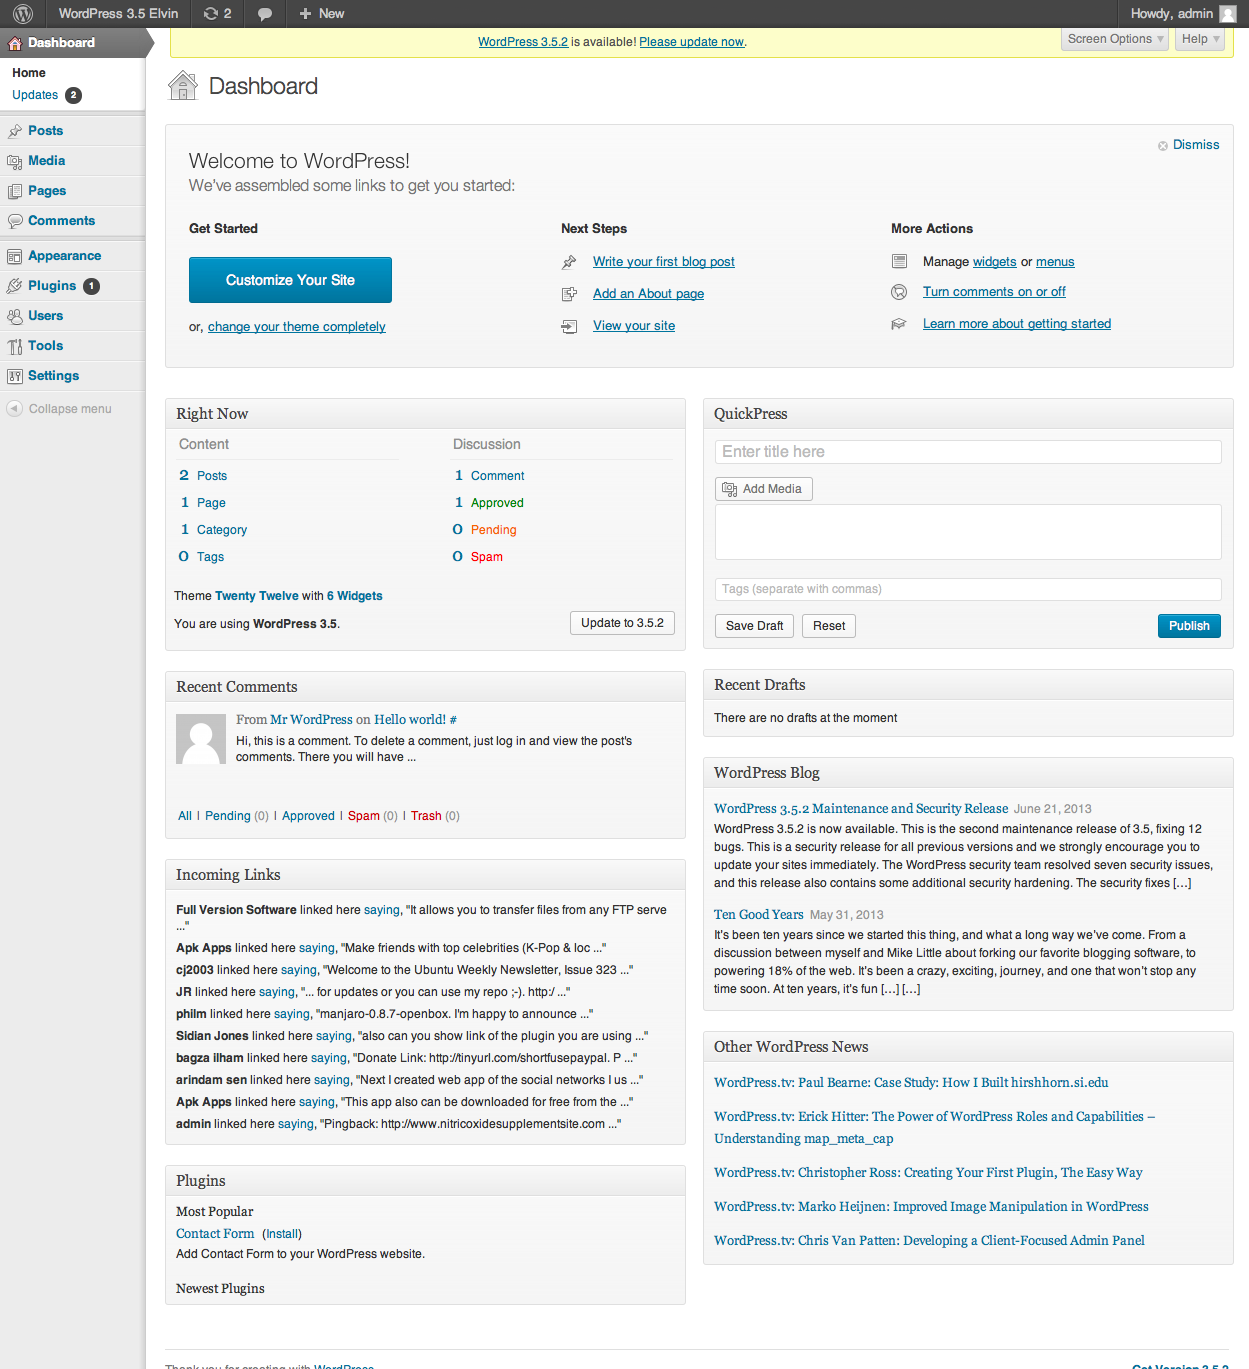 WordPress 3.5 Elvin
2
New
Howdy, admin
Dashboard
Home
Updates 2
Posts
Media
Pages
Comments
Appearance
Plugins 1
Users
Tools
Settings
Collapse menu
WordPress 3.5.2 is available! Please update now.
Screen Options
Help
Dashboard
Dismiss
Welcome to WordPress!
We've assembled some links to get you started:
Get Started
Customize Your Site
or, change your theme completely
Next Steps
Write your first blog post
Add an About page
View your site
More Actions
Manage widgets or menus
Turn comments on or off
Learn more about getting started
Right Now
Content
2 Posts
1 Page
1 Category
0 Tags
Discussion
1 Comment
1 Approved
0 Pending
0 Spam
Theme Twenty Twelve with 6 Widgets
You are using WordPress 3.5.
Update to 3.5.2
Recent Comments
From Mr WordPress on Hello world! #
Hi, this is a comment. To delete a comment, just log in and view the post's
comments. There you will have ...
All | Pending (0) | Approved | Spam (0) | Trash (0)
Incoming Links
Full Version Software linked here saying, "It allows you to transfer files from any FTP serve
..."
Apk Apps linked here saying, "Make friends with top celebrities (K-Pop & loc ..."
cj2003 linked here saying, "Welcome to the Ubuntu Weekly Newsletter, Issue 323 ..."
JR linked here saying, "... for updates or you can use my repo ;-). http:/ ..."
philm linked here saying, "manjaro-0.8.7-openbox. I'm happy to announce ..."
Sidian Jones linked here saying, "also can you show link of the plugin you are using ..."
bagza ilham linked here saying, "Donate Link: http://tinyurl.com/shortfusepaypal. P ..."
arindam sen linked here saying, "Next I created web app of the social networks I us ..."
Apk Apps linked here saying, "This app also can be downloaded for free from the ..."
admin linked here saying, "Pingback: http://www.nitricoxidesupplementsite.com ..."
Plugins
Most Popular
Contact Form (Install)
Add Contact Form to your WordPress website.
Newest Plugins
QuickPress
Enter title here
Add Media
Tags (separate with commas)
Save Draft
Reset
Publish
Recent Drafts
There are no drafts at the moment
WordPress Blog
WordPress 3.5.2 Maintenance and Security Release June 21, 2013
WordPress 3.5.2 is now available. This is the second maintenance release of 3.5, fixing 12
bugs. This is a security release for all previous versions and we strongly encourage you to
update your sites immediately. The WordPress security team resolved seven security issues,
and this release also contains some additional security hardening. The security fixes [...]
Ten Good Years May 31, 2013
It's been ten years since we started this thing, and what a long way we've come. From a
discussion between myself and Mike Little about forking our favorite blogging software, to
powering 18% of the web. It's been a crazy, exciting, journey, and one that won't stop any
time soon. At ten years, it's fun [...] [...]
Other WordPress News
WordPress.tv: Paul Bearne: Case Study: How I Built hirshhorn.si.edu
WordPress.tv: Erick Hitter: The Power of WordPress Roles and Capabilities –
Understanding map_meta_cap
WordPress.tv: Christopher Ross: Creating Your First Plugin, The Easy Way
WordPress.tv: Marko Heijnen: Improved Image Manipulation in WordPress
WordPress.tv: Chris Van Patten: Developing a Client-Focused Admin Panel
Thank you for creating with WordPress
Get Version 3.5.2